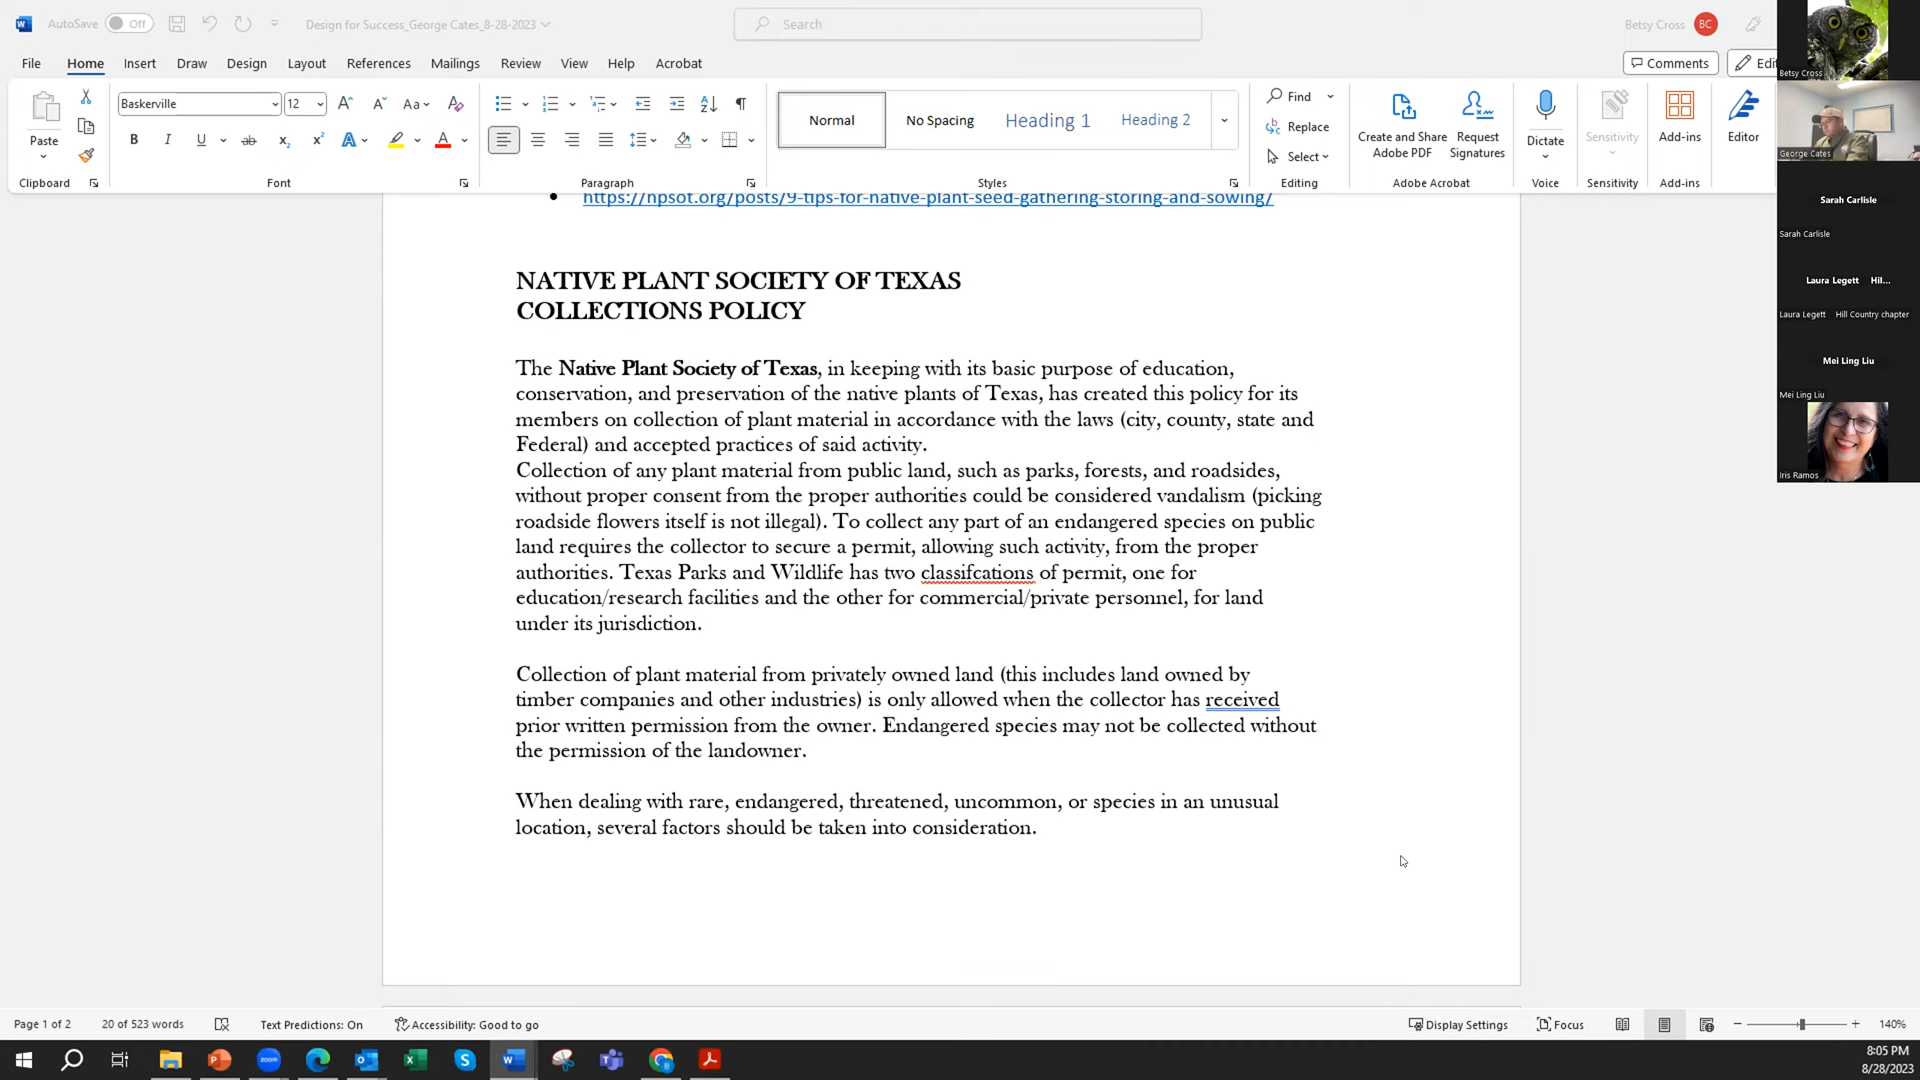 AutoSave Off Design for Success_George Cates_8-28-2023 Search Betsy Cross BC
File Home Insert Draw Design Layout References Mailings Review View Help Acrobat Comments
Baskerville 12 Aa
Paste B I U ab x₂ x² A A
Normal No Spacing Heading 1 Heading 2
Find
Replace
Select
Create and Share Adobe PDF
Request Signatures
Dictate
Sensitivity
Add-ins
Editor
Clipboard Font Paragraph Styles Editing Adobe Acrobat Voice Sensitivity Add-ins
https://npsot.org/posts/9-tips-for-native-plant-seed-gathering-storing-and-sowing/
NATIVE PLANT SOCIETY OF TEXAS
COLLECTIONS POLICY
The Native Plant Society of Texas, in keeping with its basic purpose of education,
conservation, and preservation of the native plants of Texas, has created this policy for its
members on collection of plant material in accordance with the laws (city, county, state and
Federal) and accepted practices of said activity.
Collection of any plant material from public land, such as parks, forests, and roadsides,
without proper consent from the proper authorities could be considered vandalism (picking
roadside flowers itself is not illegal). To collect any part of an endangered species on public
land requires the collector to secure a permit, allowing such activity, from the proper
authorities. Texas Parks and Wildlife has two classifcations of permit, one for
education/research facilities and the other for commercial/private personnel, for land
under its jurisdiction.
Collection of plant material from privately owned land (this includes land owned by
timber companies and other industries) is only allowed when the collector has received
prior written permission from the owner. Endangered species may not be collected without
the permission of the landowner.
When dealing with rare, endangered, threatened, uncommon, or species in an unusual
location, several factors should be taken into consideration.
Betsy Cross
George Cates
Sarah Carlisle
Sarah Carlisle
Laura Legett Hil...
Laura Legett Hill Country chapter
Mei Ling Liu
Mei Ling Liu
Iris Ramos
Page 1 of 2 20 of 523 words Text Predictions: On Accessibility: Good to go Display Settings Focus 140%
zoom
8:05 PM
8/28/2023